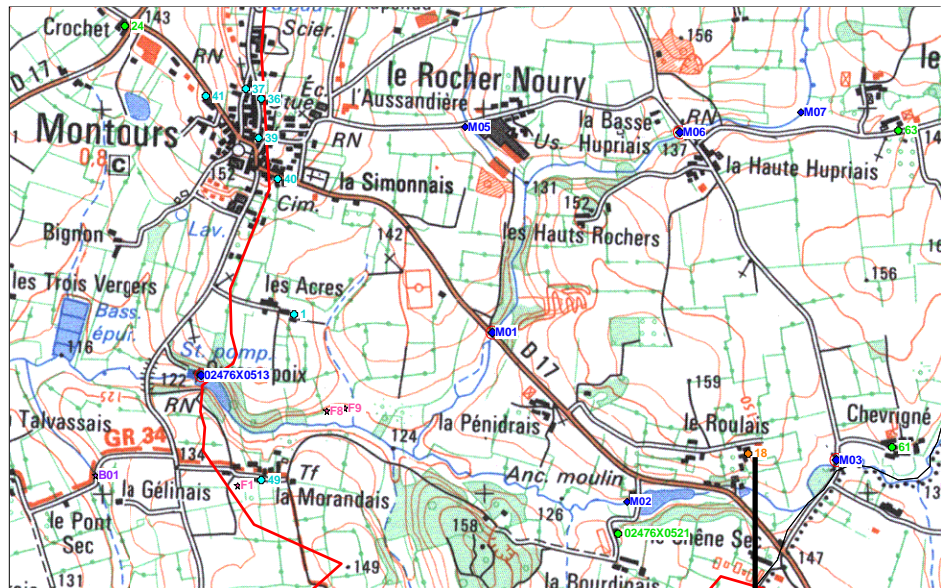 Crochet
24
143
Scier.
156
D 17
RN
37
36
41
Éc.
le Rocher Noury
l'Aussandière
M05
Us.
la Basse
Hupriais
M06
RN
137
M07
63
Montours
0.8
C
39
RN
152
40
la Simonnais
Cim.
131
la Haute Hupriais
152
les Hauts Rochers
Bignon
Lav.
142
156
les Trois Vergers
les Acres
1
Bass.
épui.
116
St. pomp.
M01
D 17
122
02476X0513
RN
125
F8
F9
159
150
Talvassais
GR 34
124
la Pénidrais
le Roulais
Chevrigné
18
61
134
B01
F1
49
Tf
Anc. moulin
M03
la Gélinais
la Morandais
M02
126
le Pont
Sec
158
02476X0521
131
149
147
la Bourdinais